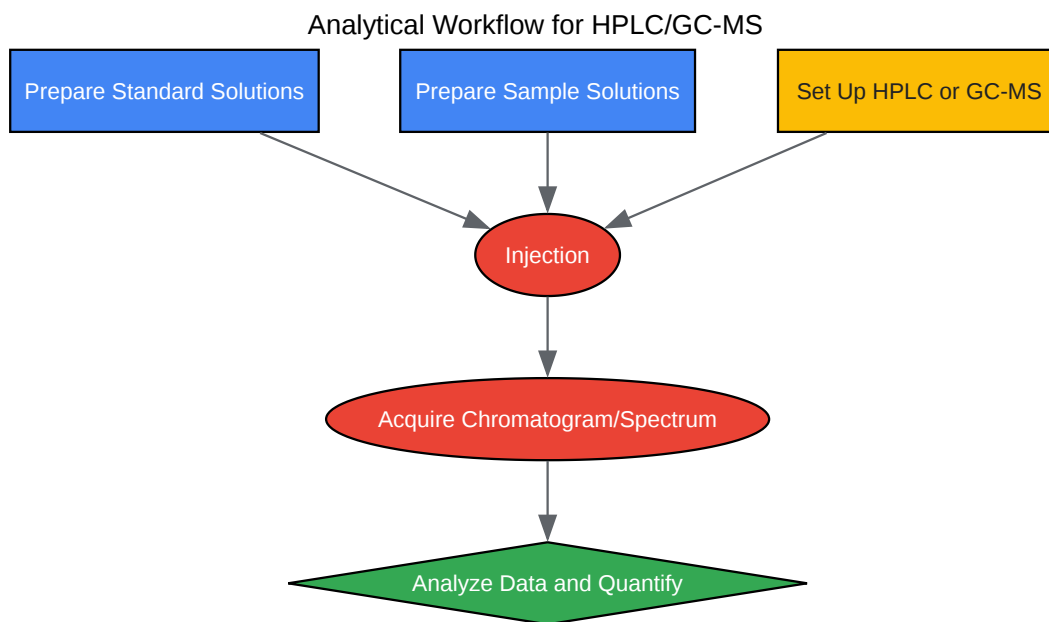 Analytical Workflow for HPLC/GC-MS
Prepare Standard Solutions
Prepare Sample Solutions
Set Up HPLC or GC-MS
Injection
Acquire Chromatogram/Spectrum
Analyze Data and Quantify